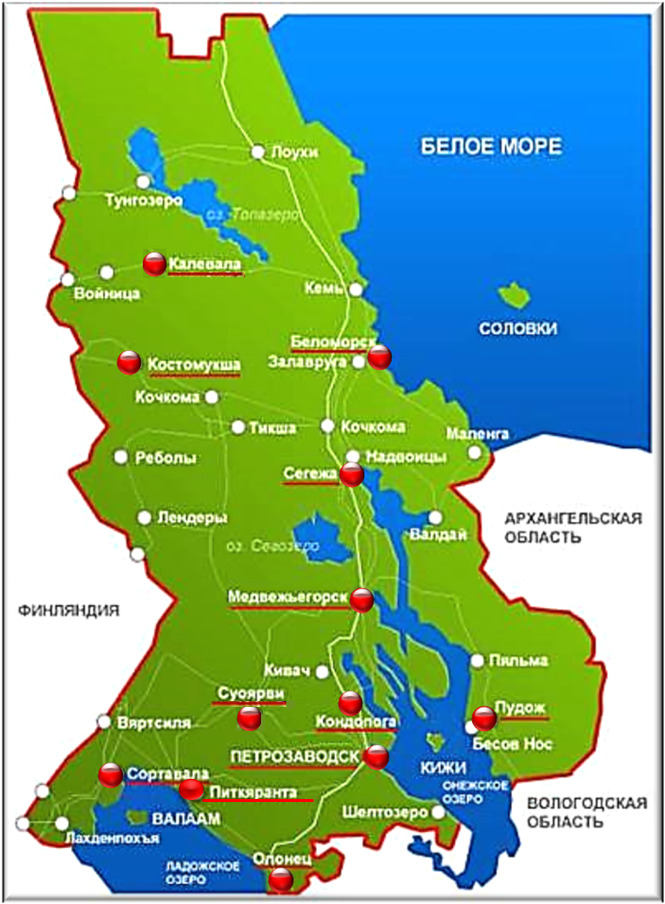 БЕЛОЕ МОРЕ
Лоухи
Тунгозеро
оз. Топазеро
Калевала
Войница
Кемь
СОЛОВКИ
Беломорск
Залавруга
Костомукша
Кочкома
Тикша
Кочкома
Маленга
Реболы
Надвоицы
Сегежа
Лендеры
Валдай
АРХАНГЕЛЬСКАЯ
ОБЛАСТЬ
оз. Сегозеро
Медвежьегорск
ФИНЛЯНДИЯ
Пяльма
Кивач
Суоярви
Кондопога
Пудож
Вяртсиля
Бесов Нос
ПЕТРОЗАВОДСК
КИЖИ
Сортавала
Питкяранта
ОНЕЖСКОЕ
ОЗЕРО
ВОЛОГОДСКАЯ
ОБЛАСТЬ
ВАЛААМ
Шелтозеро
Лахденпохъя
Олонец
ЛАДОЖСКОЕ
ОЗЕРО